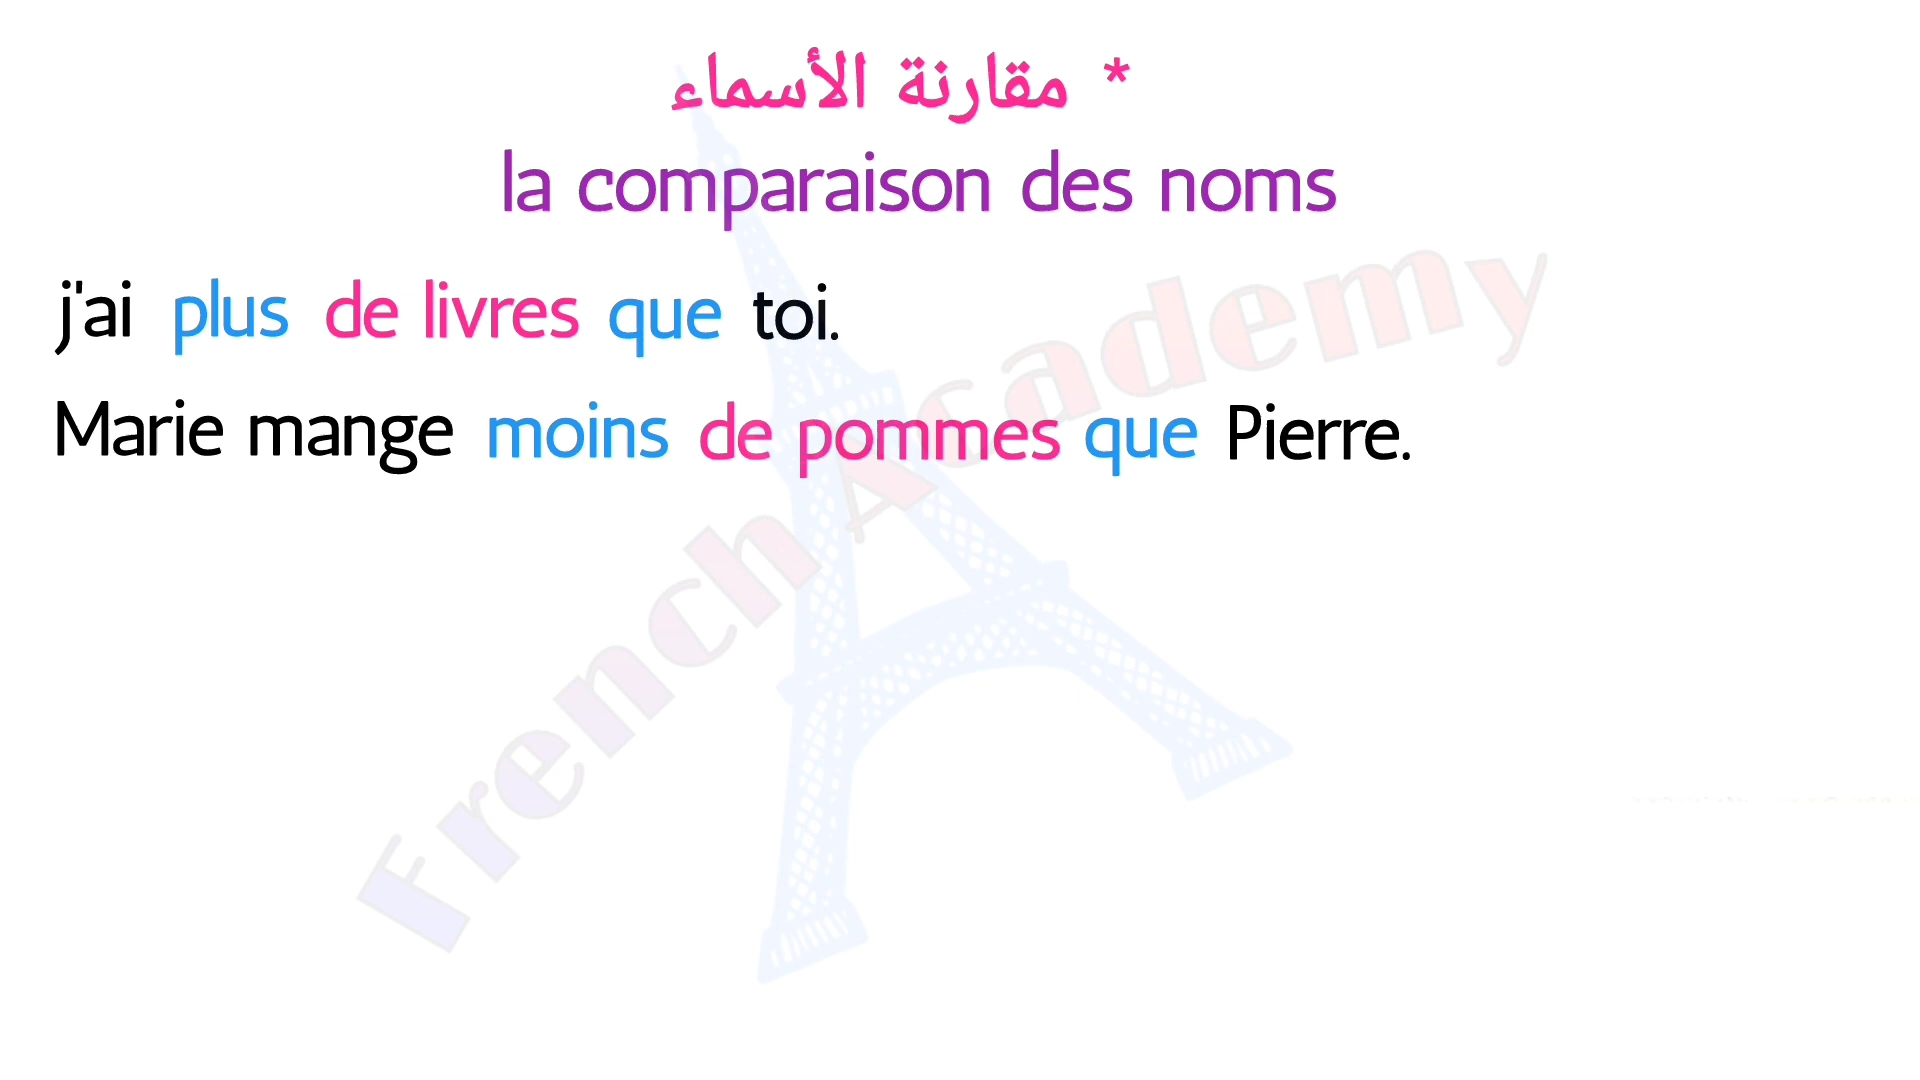 * مقارنة الأسماء
la comparaison des noms
j'ai plus de livres que toi.
Marie mange moins de pommes que Pierre.
French Academy